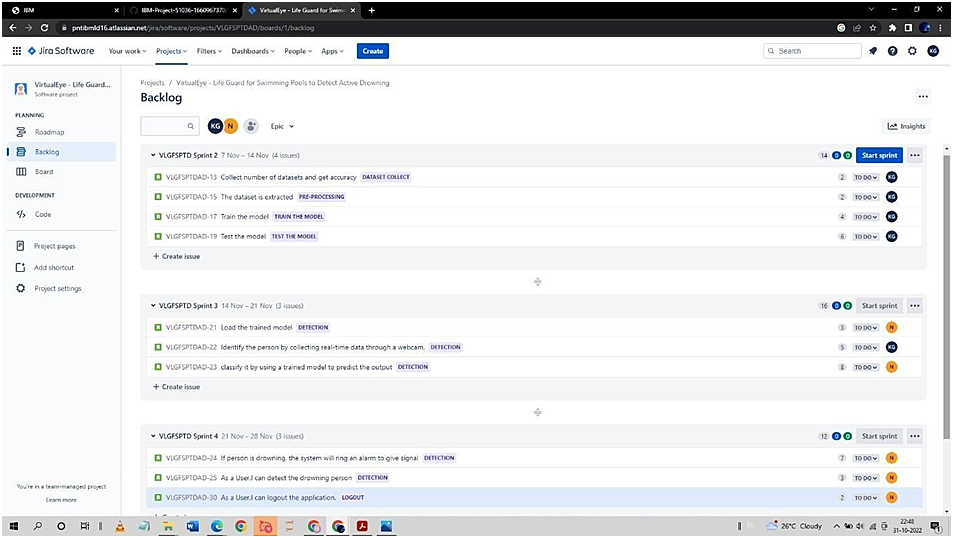 IBM
IBM-Project-51036-1660967378
VirtualEye - Life Guard for Swimm
pntibmld16.atlassian.net/jira/software/projects/VLGFSPTDAD/boards/1/backlog
Jira Software Your work Projects Filters Dashboards People Apps Create Search KG
VirtualEye - Life Guard...
Software project
PLANNING
Roadmap
Backlog
Board
DEVELOPMENT
Code
Project pages
Add shortcut
Project settings
You're in a team-managed project
Learn more
Projects / VirtualEye - Life Guard for Swimming Pools to Detect Active Drowning
Backlog
KG N Epic Insights
VLGFSPTD Sprint 2 7 Nov – 14 Nov (4 issues) 14 0 0 Start sprint
VLGFSPTDAD-13 Collect number of datasets and get accuracy DATASET COLLECT 2 TO DO KG
VLGFSPTDAD-15 The dataset is extracted PRE-PROCESSING 2 TO DO KG
VLGFSPTDAD-17 Train the model TRAIN THE MODEL 4 TO DO KG
VLGFSPTDAD-19 Test the model TEST THE MODEL 6 TO DO KG
+ Create issue
VLGFSPTD Sprint 3 14 Nov – 21 Nov (3 issues) 16 0 0 Start sprint
VLGFSPTDAD-21 Load the trained model DETECTION 3 TO DO N
VLGFSPTDAD-22 Identify the person by collecting real-time data through a webcam. DETECTION 5 TO DO KG
VLGFSPTDAD-23 classify it by using a trained model to predict the output DETECTION 8 TO DO N
+ Create issue
VLGFSPTD Sprint 4 21 Nov – 28 Nov (3 issues) 12 0 0 Start sprint
VLGFSPTDAD-24 If person is drowning, the system will ring an alarm to give signal DETECTION 7 TO DO N
VLGFSPTDAD-25 As a User,I can detect the drowning person DETECTION 3 TO DO N
VLGFSPTDAD-30 As a User,I can logout the application. LOGOUT 2 TO DO N
26°C Cloudy
22:48
31-10-2022